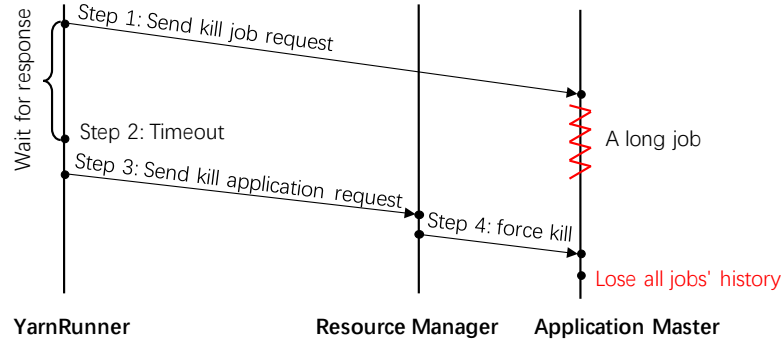 Step 1: Send kill job request
Wait for response
Step 2: Timeout
A long job
Step 3: Send kill application request
Step 4: force kill
Lose all jobs' history
YarnRunner
Resource Manager
Application Master